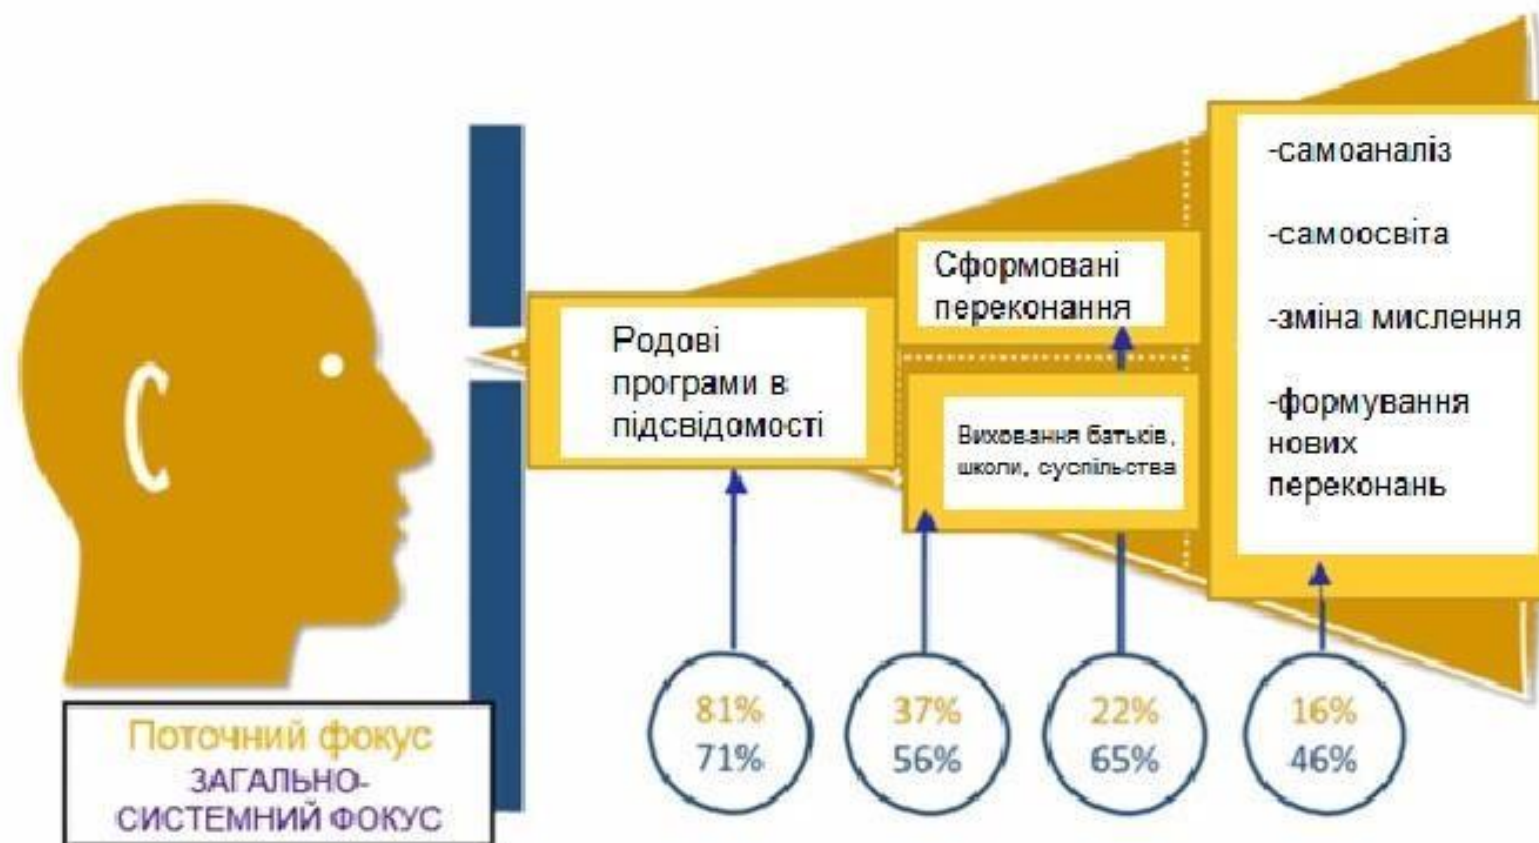 Родові
програми в
підсвідомості
Сформовані
переконання
Виховання батьків,
школи, суспільства
-самоаналіз
-самоосвіта
-зміна мислення
-формування
нових
переконань
81%
71%
37%
56%
22%
65%
16%
46%
Поточний фокус
ЗАГАЛЬНО-
СИСТЕМНИЙ ФОКУС